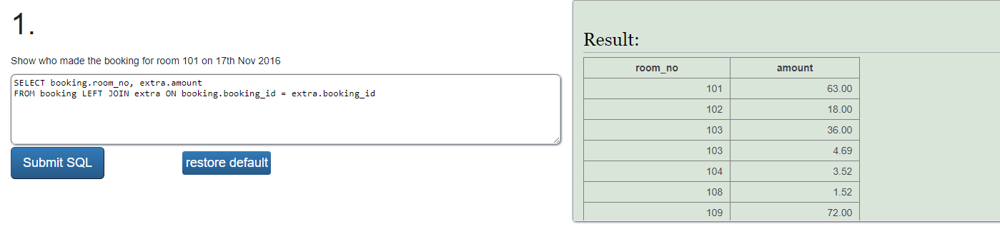 1.
Show who made the booking for room 101 on 17th Nov 2016
SELECT booking.room_no, extra.amount
FROM booking LEFT JOIN extra ON booking.booking_id = extra.booking_id
Submit SQL
restore default
Result:
room_no amount
101 63.00
102 18.00
103 36.00
103 4.69
104 3.52
108 1.52
109 72.00